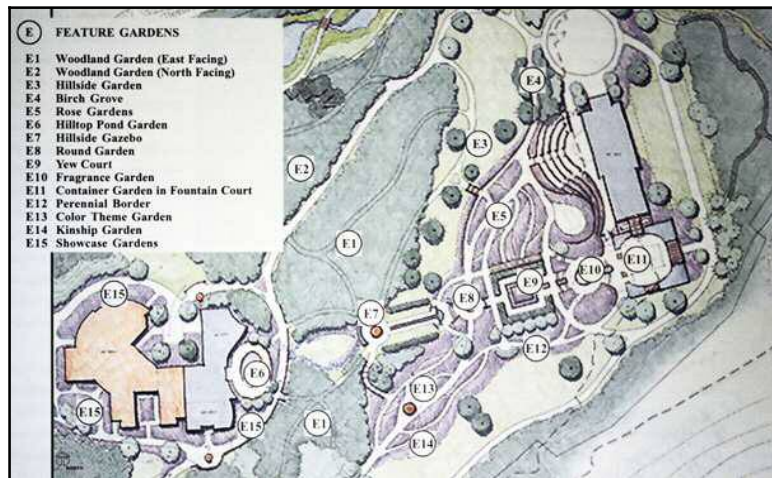 E FEATURE GARDENS
E1 Woodland Garden (East Facing)
E2 Woodland Garden (North Facing)
E3 Hillside Garden
E4 Birch Grove
E5 Rose Gardens
E6 Hilltop Pond Garden
E7 Hillside Gazebo
E8 Round Garden
E9 Yew Court
E10 Fragrance Garden
E11 Container Garden in Fountain Court
E12 Perennial Border
E13 Color Theme Garden
E14 Kinship Garden
E15 Showcase Gardens
E4
E3
E2
E5
E1
E11
E10
E9
E15
E8
E7
E12
E6
E13
E15
E15
E1
E14
NORTH